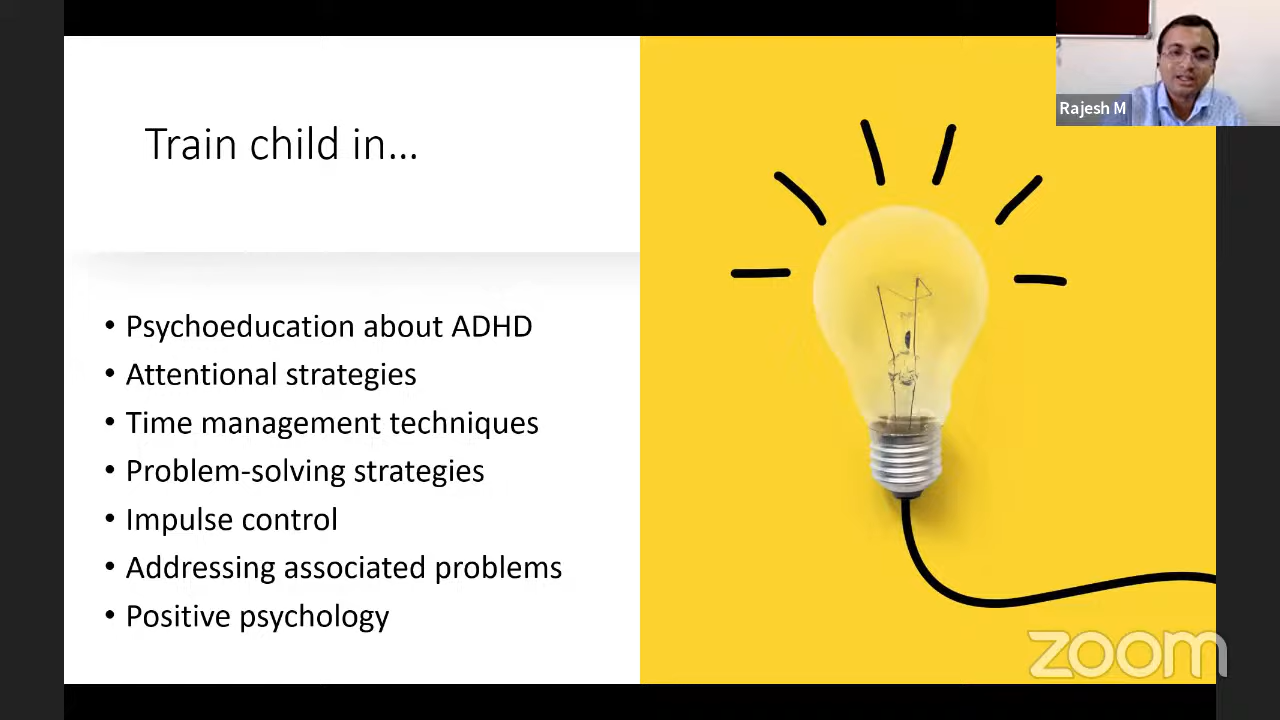 Rajesh M
Train child in...
• Psychoeducation about ADHD
• Attentional strategies
• Time management techniques
• Problem-solving strategies
• Impulse control
• Addressing associated problems
• Positive psychology
zoom